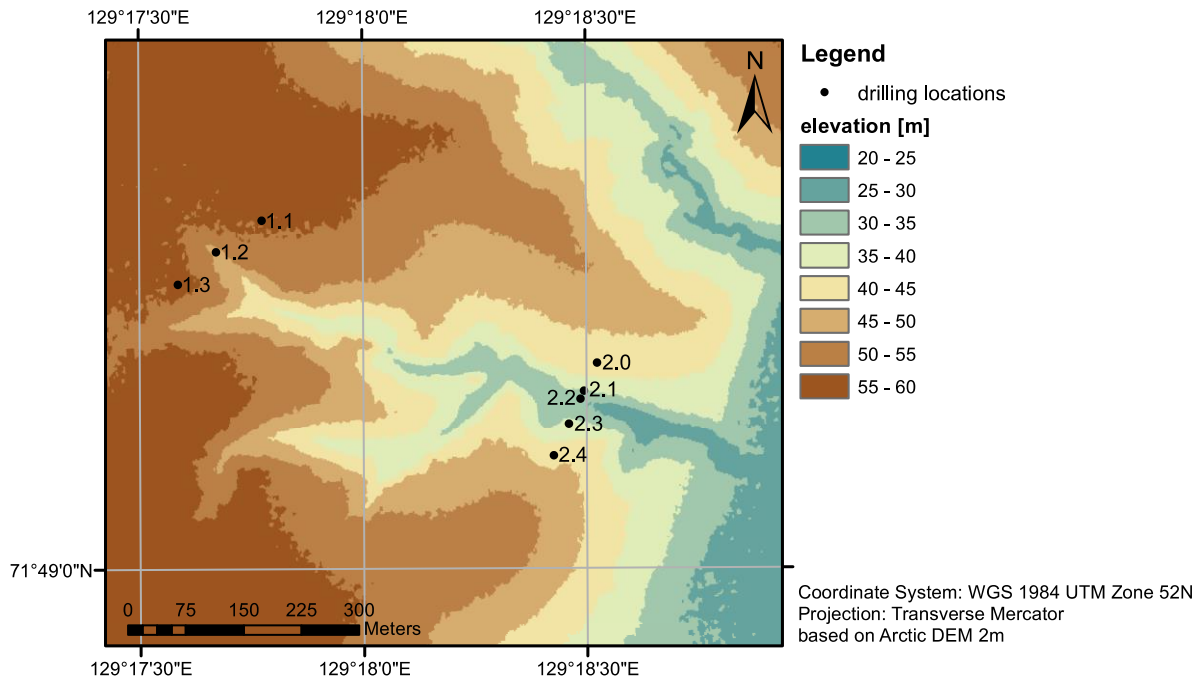 129°17'30"E 129°18'0"E 129°18'30"E
N
1.1
1.2
1.3
2.0
2.1
2.2
2.3
2.4
71°49'0"N
0 75 150 225 300
Meters
129°17'30"E 129°18'0"E 129°18'30"E
Legend
drilling locations
elevation [m]
20 - 25
25 - 30
30 - 35
35 - 40
40 - 45
45 - 50
50 - 55
55 - 60
Coordinate System: WGS 1984 UTM Zone 52N
Projection: Transverse Mercator
based on Arctic DEM 2m